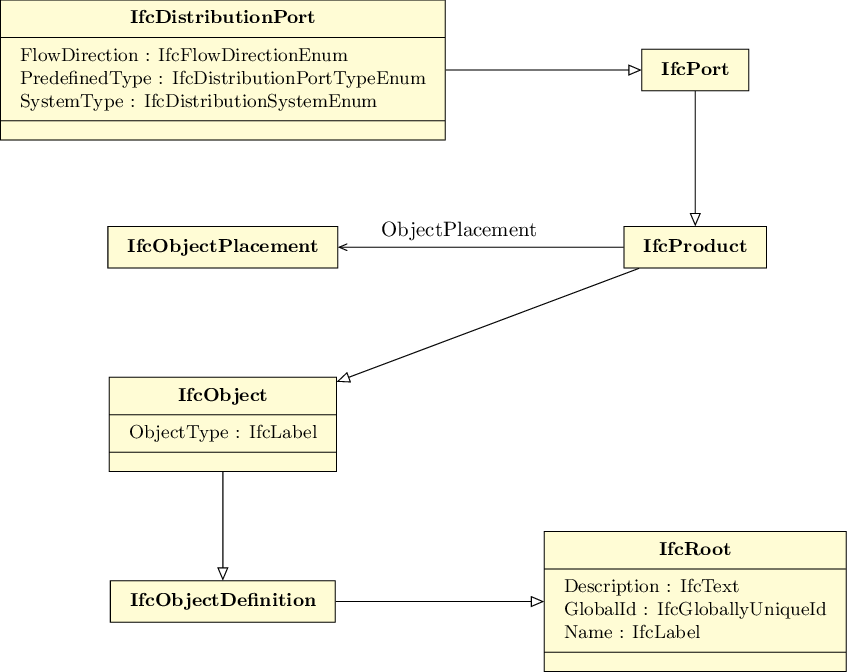 IfcDistributionPort
FlowDirection : IfcFlowDirectionEnum
PredefinedType : IfcDistributionPortTypeEnum
SystemType : IfcDistributionSystemEnum
IfcPort
ObjectPlacement
IfcObjectPlacement
IfcProduct
IfcObject
ObjectType : IfcLabel
IfcObjectDefinition
IfcRoot
Description : IfcText
GlobalId : IfcGloballyUniqueId
Name : IfcLabel